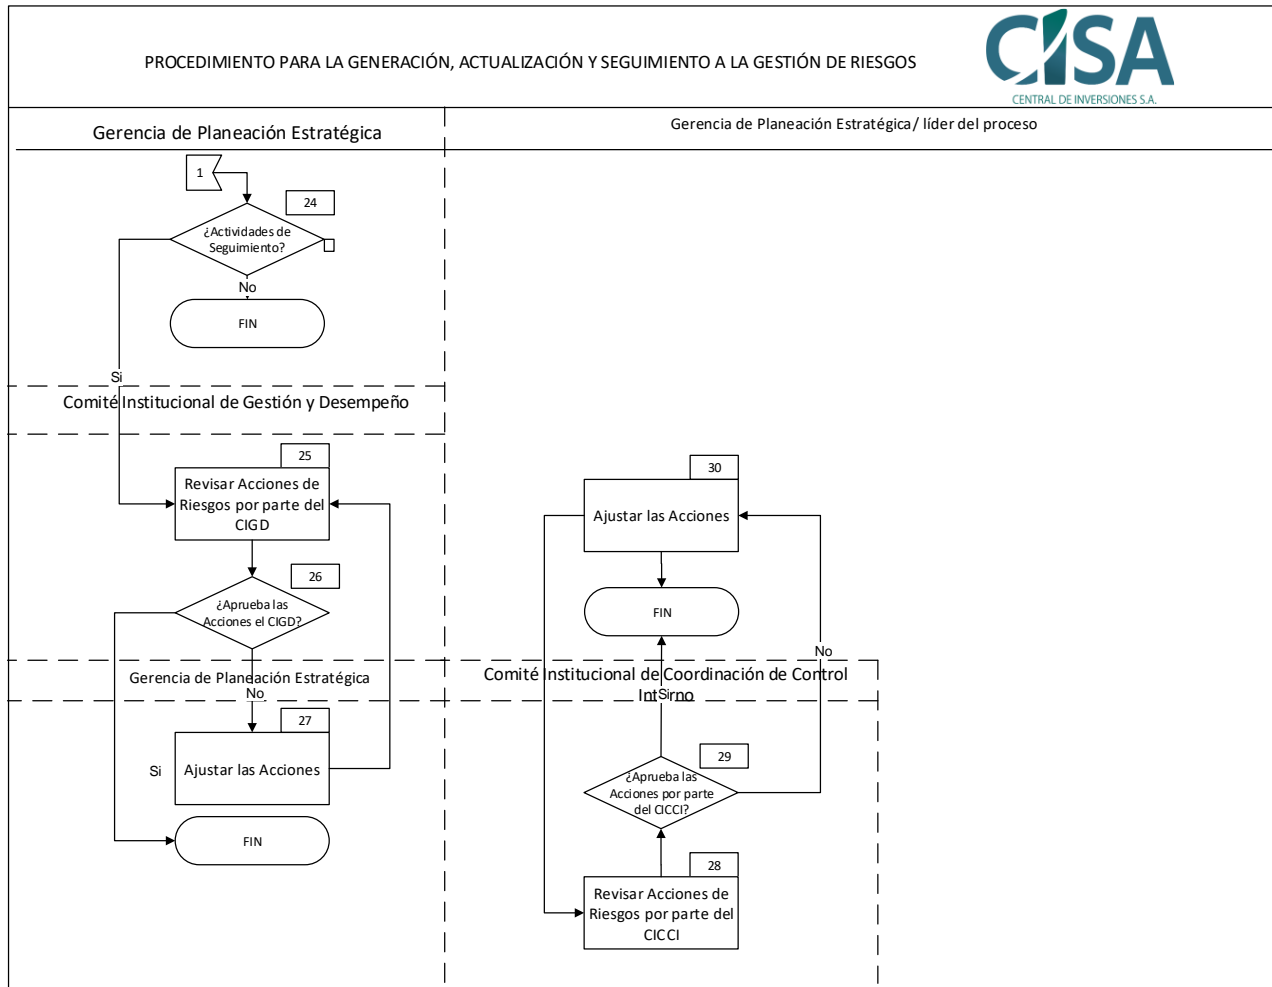 PROCEDIMIENTO PARA LA GENERACIÓN, ACTUALIZACIÓN Y SEGUIMIENTO A LA GESTIÓN DE RIESGOS
CISA
CENTRAL DE INVERSIONES S.A.
Gerencia de Planeación Estratégica
Gerencia de Planeación Estratégica/ líder del proceso
1
24
¿Actividades de
Seguimiento?
No
FIN
Si
Comité Institucional de Gestión y Desempeño
25
Revisar Acciones de
Riesgos por parte del
CIGD
26
¿Aprueba las
Acciones el CIGD?
Gerencia de Planeación Estratégica
No
27
Si
Ajustar las Acciones
FIN
30
Ajustar las Acciones
FIN
No
Comité Institucional de Coordinación de Control
Interno
Si
29
¿Aprueba las
Acciones por parte
del CICCI?
28
Revisar Acciones de
Riesgos por parte del
CICCI